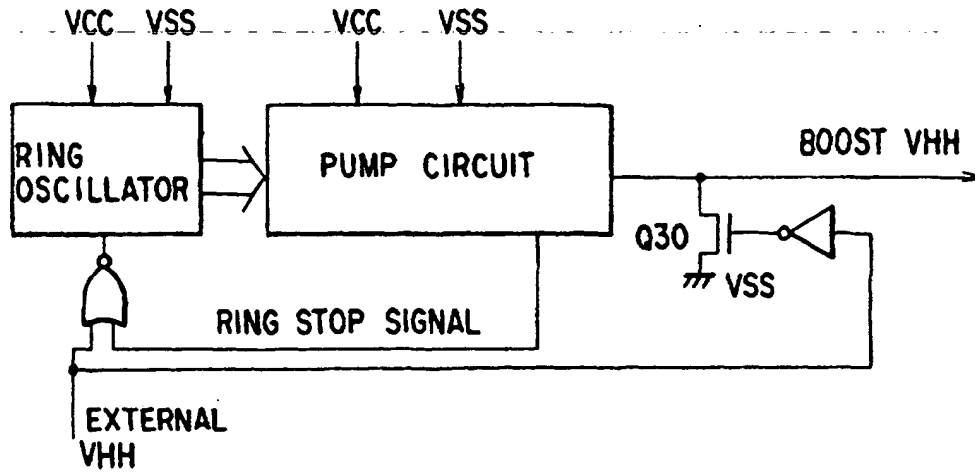 VCC VSS VCC VSS
RING
OSCILLATOR
PUMP CIRCUIT
BOOST VHH
Q30
VSS
RING STOP SIGNAL
EXTERNAL
VHH